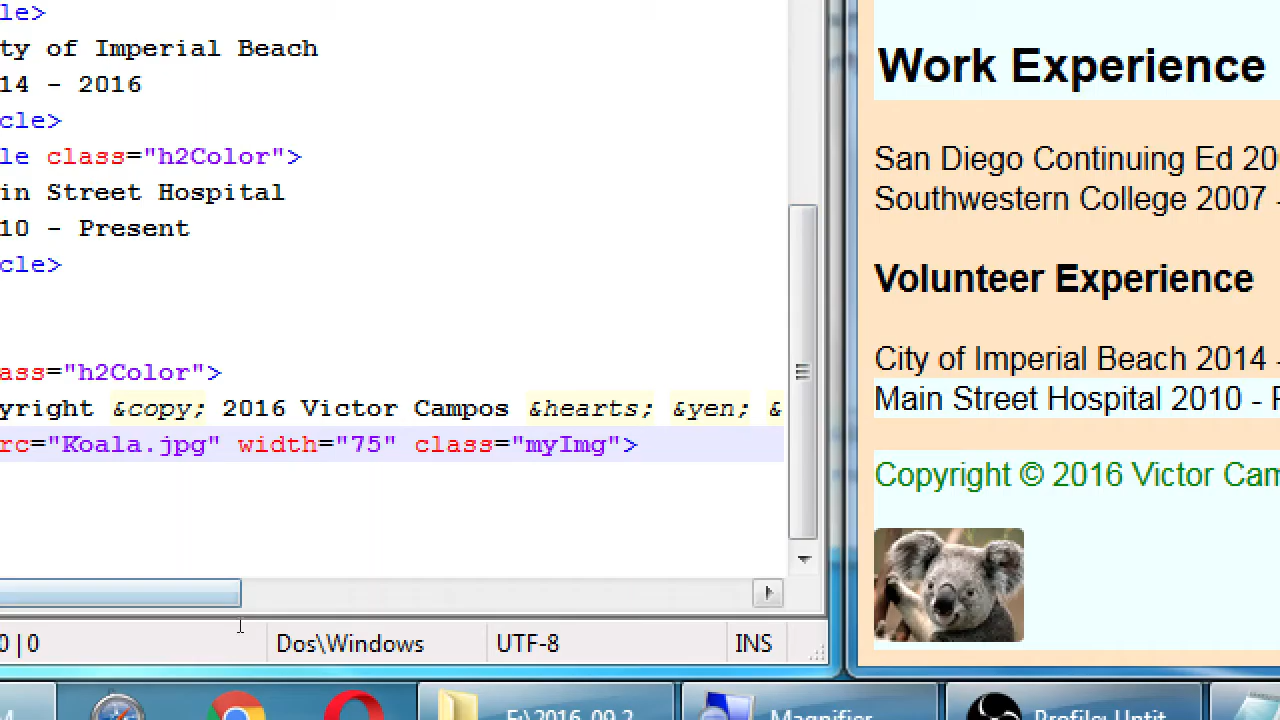 le>
ty of Imperial Beach
14 - 2016
cle>
le class="h2Color">
in Street Hospital
10 - Present
cle>
ass="h2Color">
yright &copy; 2016 Victor Campos &hearts; &yen; &
rc="Koala.jpg" width="75" class="myImg">
0 | 0
Dos\Windows
UTF-8
INS
Work Experience
San Diego Continuing Ed 20
Southwestern College 2007 -
Volunteer Experience
City of Imperial Beach 2014 -
Main Street Hospital 2010 - P
Copyright © 2016 Victor Cam
F:\2016_09_2
Magnifier
Profile: Untit